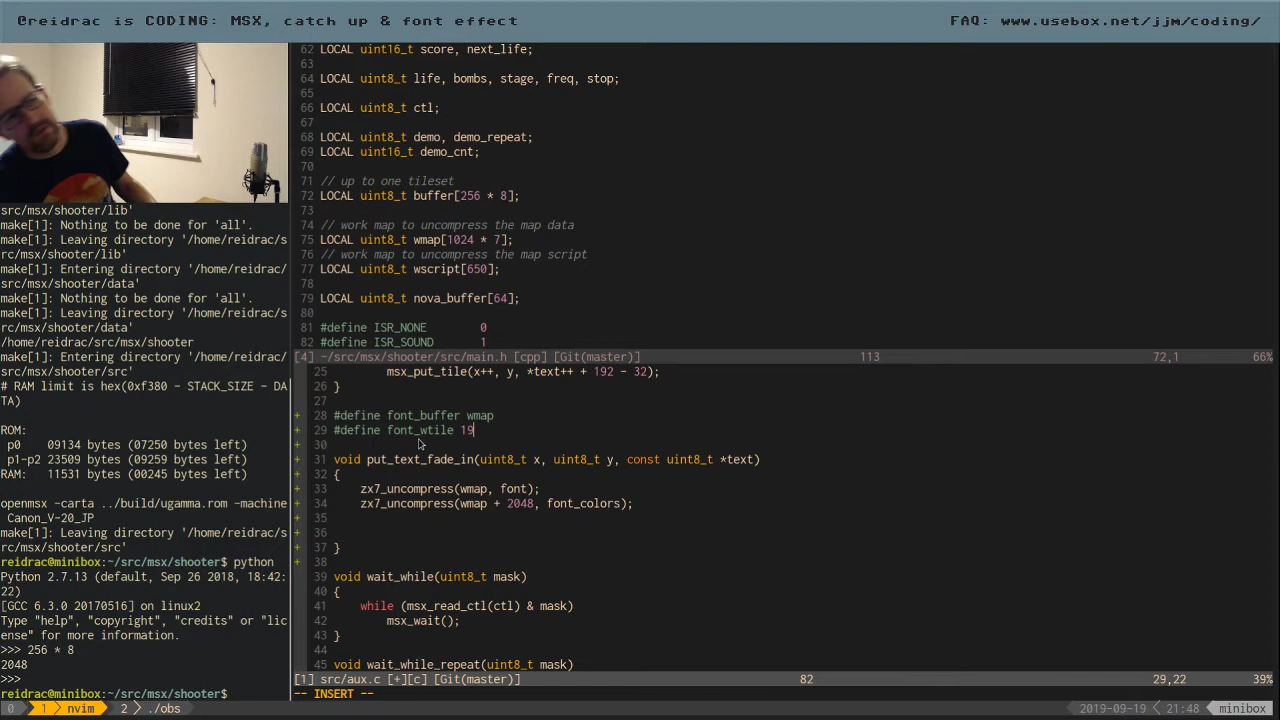 @reidrac is CODING: MSX, catch up & font effect
FAQ: www.usebox.net/jjm/coding/
src/msx/shooter/lib'
make[1]: Nothing to be done for 'all'.
make[1]: Leaving directory '/home/reidrac/s
rc/msx/shooter/lib'
make[1]: Entering directory '/home/reidrac/
src/msx/shooter/data'
make[1]: Nothing to be done for 'all'.
make[1]: Leaving directory '/home/reidrac/s
rc/msx/shooter/data'
/home/reidrac/src/msx/shooter
make[1]: Entering directory '/home/reidrac/
src/msx/shooter/src'
# RAM limit is hex(0xf380 - STACK_SIZE - DA
TA)
ROM:
p0 09134 bytes (07250 bytes left)
p1-p2 23509 bytes (09259 bytes left)
RAM: 11531 bytes (00245 bytes left)
openmsx -carta ../build/ugamma.rom -machine
Canon_V-20_JP
make[1]: Leaving directory '/home/reidrac/s
rc/msx/shooter/src'
reidrac@minibox:~/src/msx/shooter$ python
Python 2.7.13 (default, Sep 26 2018, 18:42:
22)
[GCC 6.3.0 20170516] on linux2
Type "help", "copyright", "credits" or "lic
ense" for more information.
>>> 256 * 8
2048
>>>
reidrac@minibox:~/src/msx/shooter$
62 LOCAL uint16_t score, next_life;
63
64 LOCAL uint8_t life, bombs, stage, freq, stop;
65
66 LOCAL uint8_t ctl;
67
68 LOCAL uint8_t demo, demo_repeat;
69 LOCAL uint16_t demo_cnt;
70
71 // up to one tileset
72 LOCAL uint8_t buffer[256 * 8];
73
74 // work map to uncompress the map data
75 LOCAL uint8_t wmap[1024 * 7];
76 // work map to uncompress the map script
77 LOCAL uint8_t wscript[650];
78
79 LOCAL uint8_t nova_buffer[64];
80
81 #define ISR_NONE 0
82 #define ISR_SOUND 1
[4] ~/src/msx/shooter/src/main.h [cpp] [Git(master)] 113 72,1 66%
25 msx_put_tile(x++, y, *text++ + 192 - 32);
26 }
27
+ 28 #define font_buffer wmap
+ 29 #define font_wtile 19
+ 30
+ 31 void put_text_fade_in(uint8_t x, uint8_t y, const uint8_t *text)
+ 32 {
+ 33 zx7_uncompress(wmap, font);
+ 34 zx7_uncompress(wmap + 2048, font_colors);
+ 35
+ 36
+ 37 }
+ 38
39 void wait_while(uint8_t mask)
40 {
41 while (msx_read_ctl(ctl) & mask)
42 msx_wait();
43 }
44
45 void wait_while_repeat(uint8_t mask)
[1] src/aux.c [+][c] [Git(master)] 82 29,22 39%
-- INSERT --
0 1 nvim 2 ./obs 2019-09-19 21:48 minibox